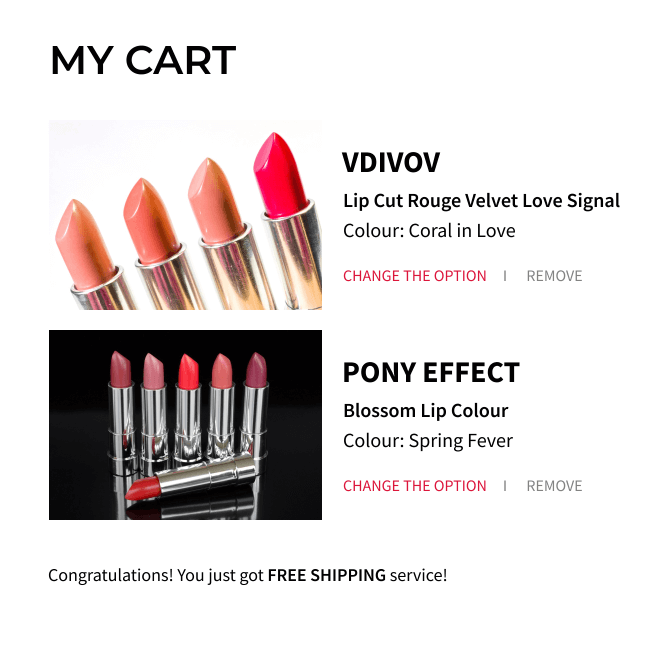 MY CART
VDIVOV
Lip Cut Rouge Velvet Love Signal
Colour: Coral in Love
CHANGE THE OPTION I REMOVE
PONY EFFECT
Blossom Lip Colour
Colour: Spring Fever
CHANGE THE OPTION I REMOVE
Congratulations! You just got FREE SHIPPING service!